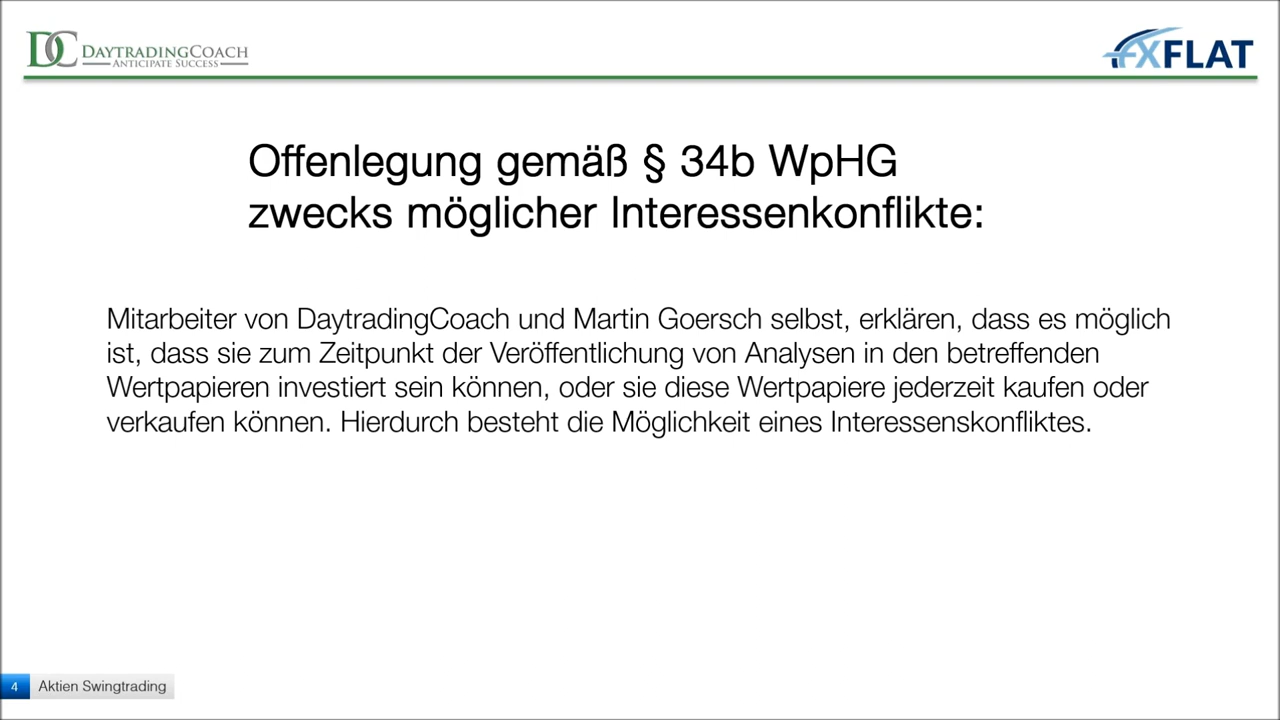 DC DAYTRADINGCOACH
ANTICIPATE SUCCESS
FXFLAT
Offenlegung gemäß § 34b WpHG
zwecks möglicher Interessenkonflikte:
Mitarbeiter von DaytradingCoach und Martin Goersch selbst, erklären, dass es möglich
ist, dass sie zum Zeitpunkt der Veröffentlichung von Analysen in den betreffenden
Wertpapieren investiert sein können, oder sie diese Wertpapiere jederzeit kaufen oder
verkaufen können. Hierdurch besteht die Möglichkeit eines Interessenskonfliktes.
4 Aktien Swingtrading